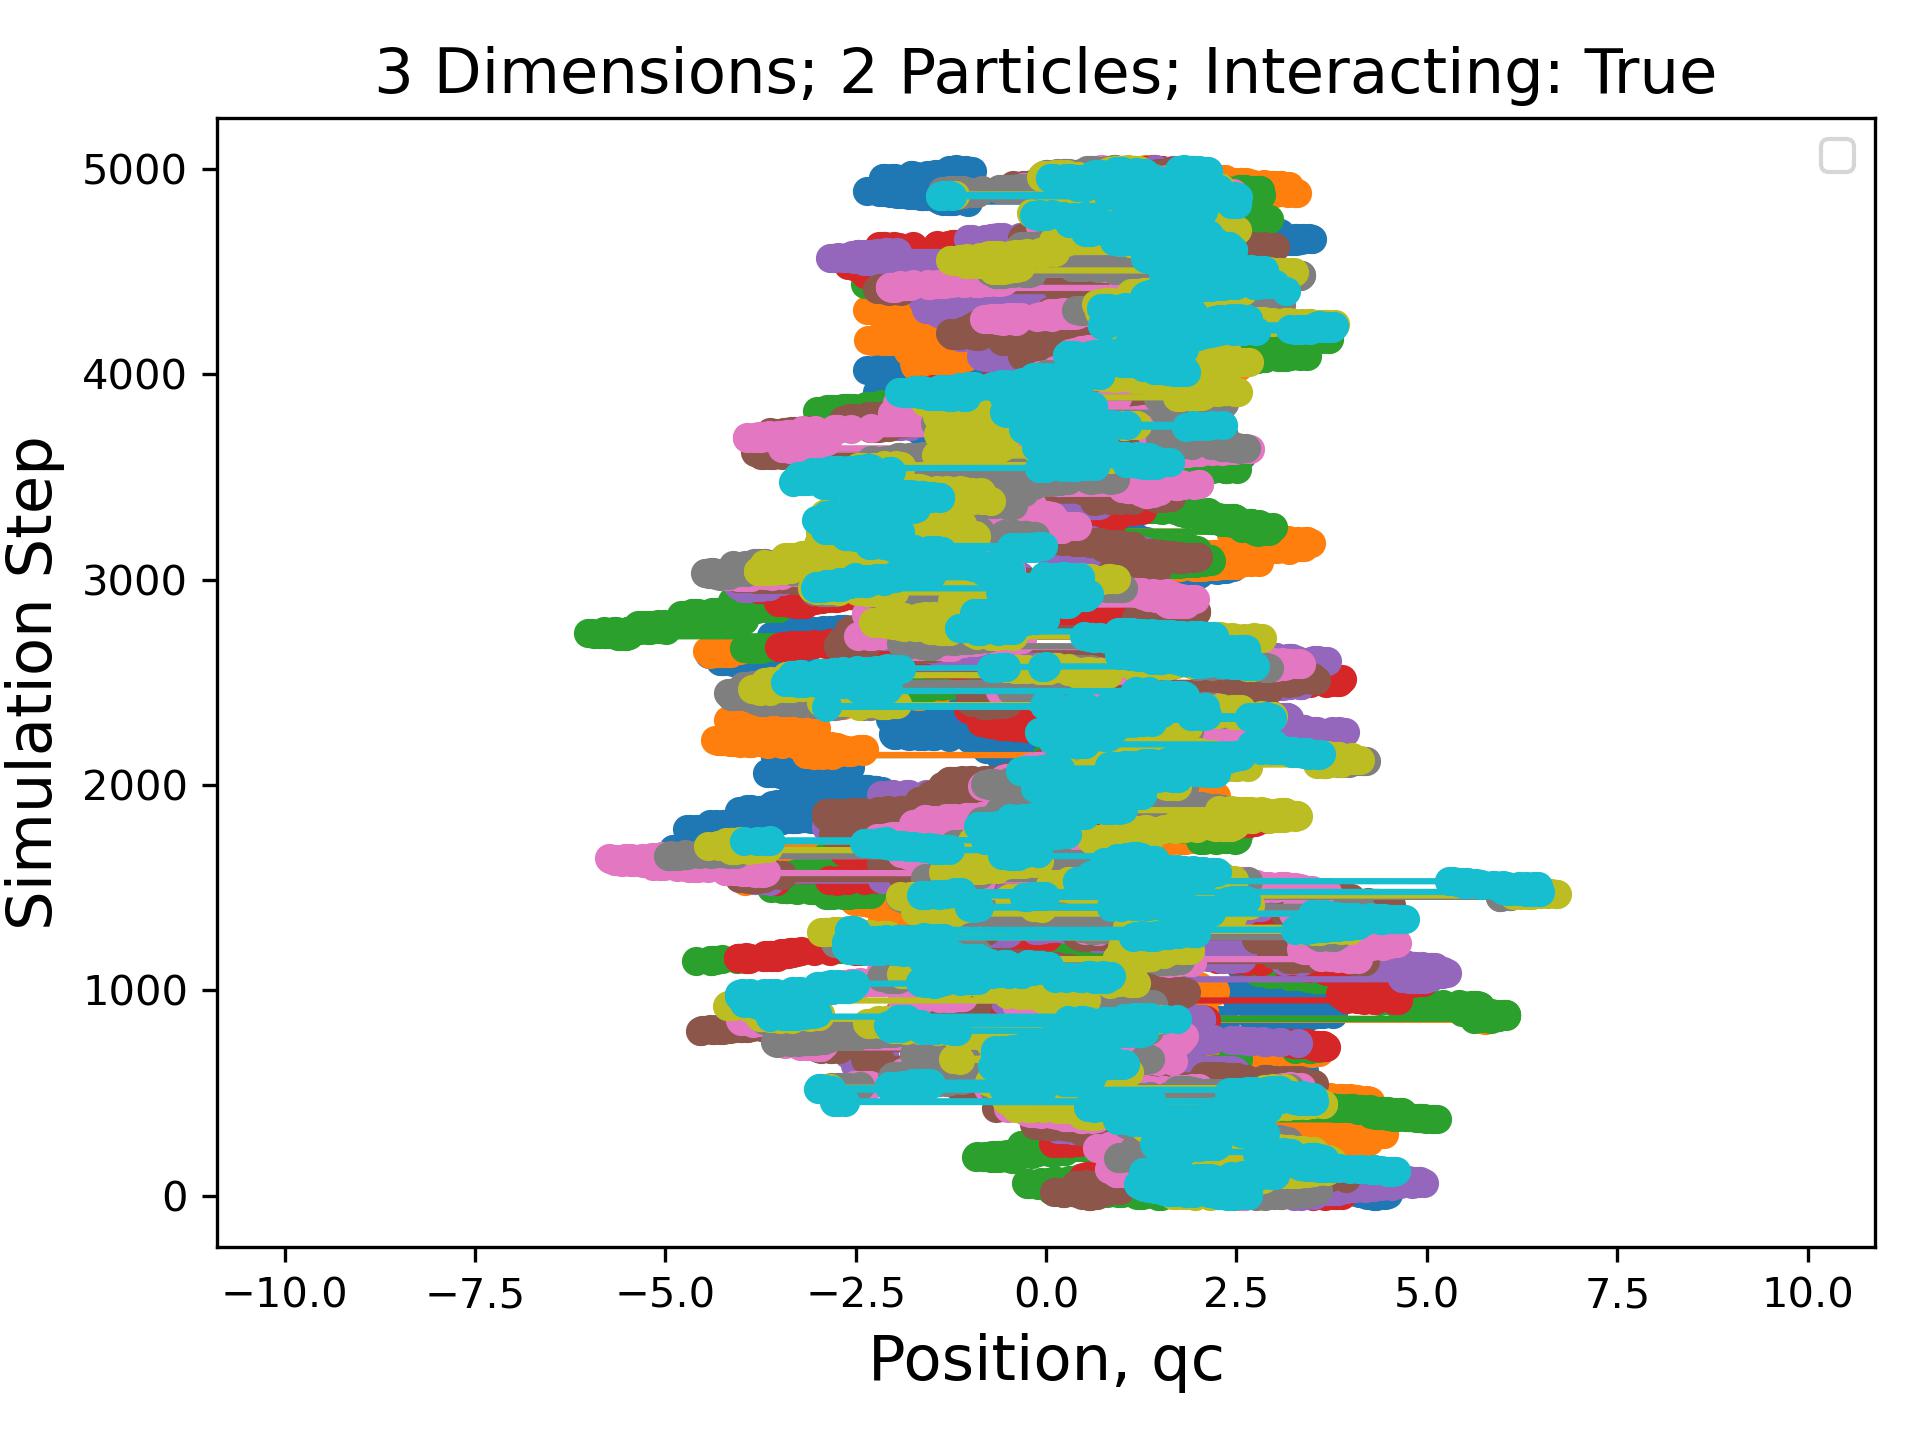 3 Dimensions; 2 Particles; Interacting: True
5000
4000
3000
2000
1000
0
Simulation Step
−10.0 −7.5 −5.0 −2.5 0.0 2.5 5.0 7.5 10.0
Position, qc